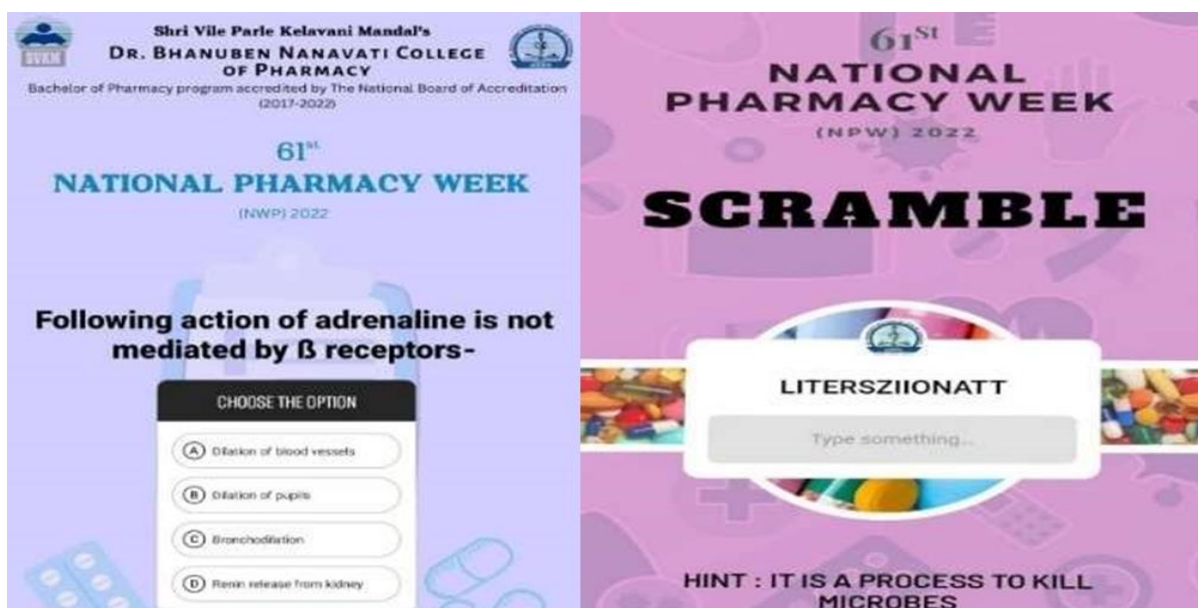 Shri Vile Parle Kelavani Mandal's
DR. BHANUBEN NANAVATI COLLEGE
OF PHARMACY
Bachelor of Pharmacy program accredited by The National Board of Accreditation
(2017-2022)
SVKM
61st
NATIONAL PHARMACY WEEK
(NWP) 2022
Following action of adrenaline is not
mediated by ß receptors-
CHOOSE THE OPTION
A Dilation of blood vessels
B Dilation of pupils
C Bronchodilation
D Renin release from kidney
61St
NATIONAL
PHARMACY WEEK
(NPW) 2022
SCRAMBLE
LITERSZIIONATT
Type something...
HINT : IT IS A PROCESS TO KILL
MICROBES